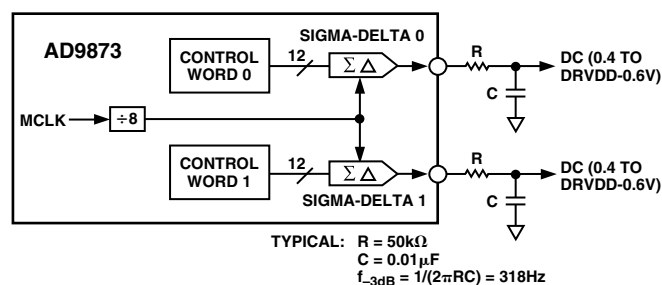 AD9873
SIGMA-DELTA 0
CONTROL
WORD 0
12
Σ Δ
R
C
DC (0.4 TO
DRVDD-0.6V)
MCLK
÷8
CONTROL
WORD 1
12
Σ Δ
SIGMA-DELTA 1
R
C
DC (0.4 TO
DRVDD-0.6V)
TYPICAL: R = 50kΩ
C = 0.01µF
f–3dB = 1/(2πRC) = 318Hz